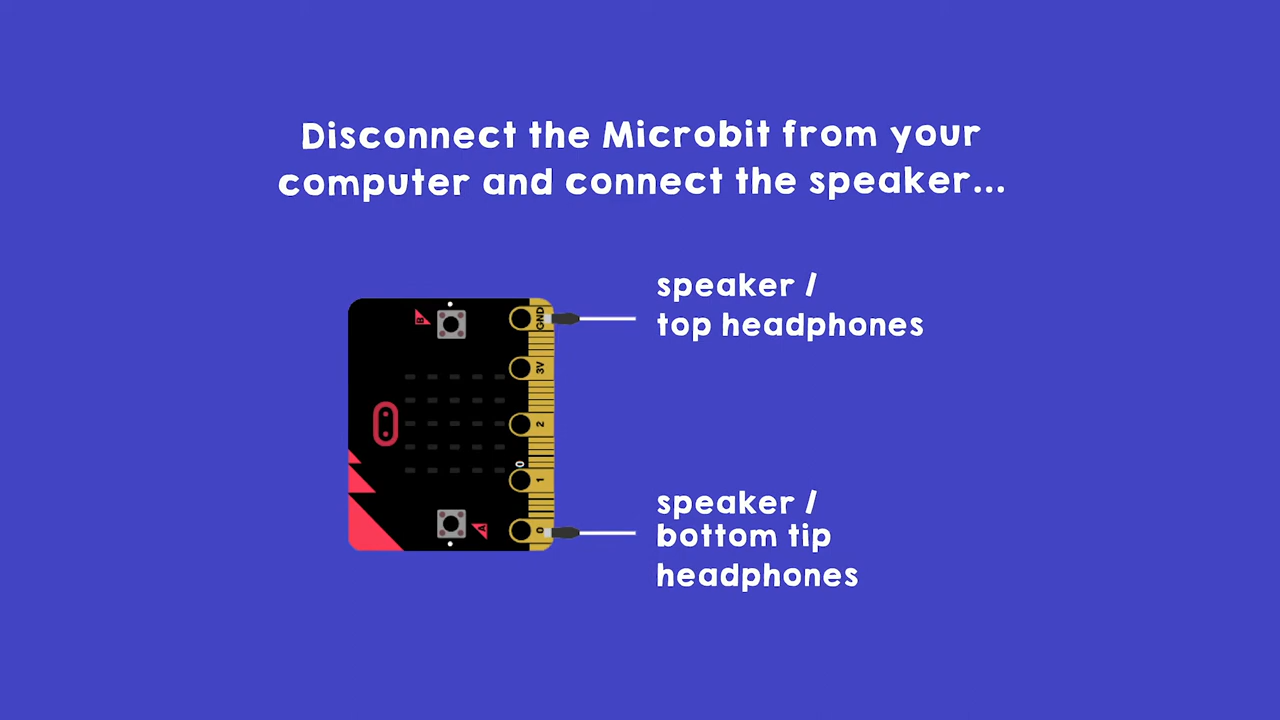 Disconnect the Microbit from your
computer and connect the speaker...
speaker /
top headphones
B
GND
3V
2
0
1
A
0
speaker /
bottom tip
headphones